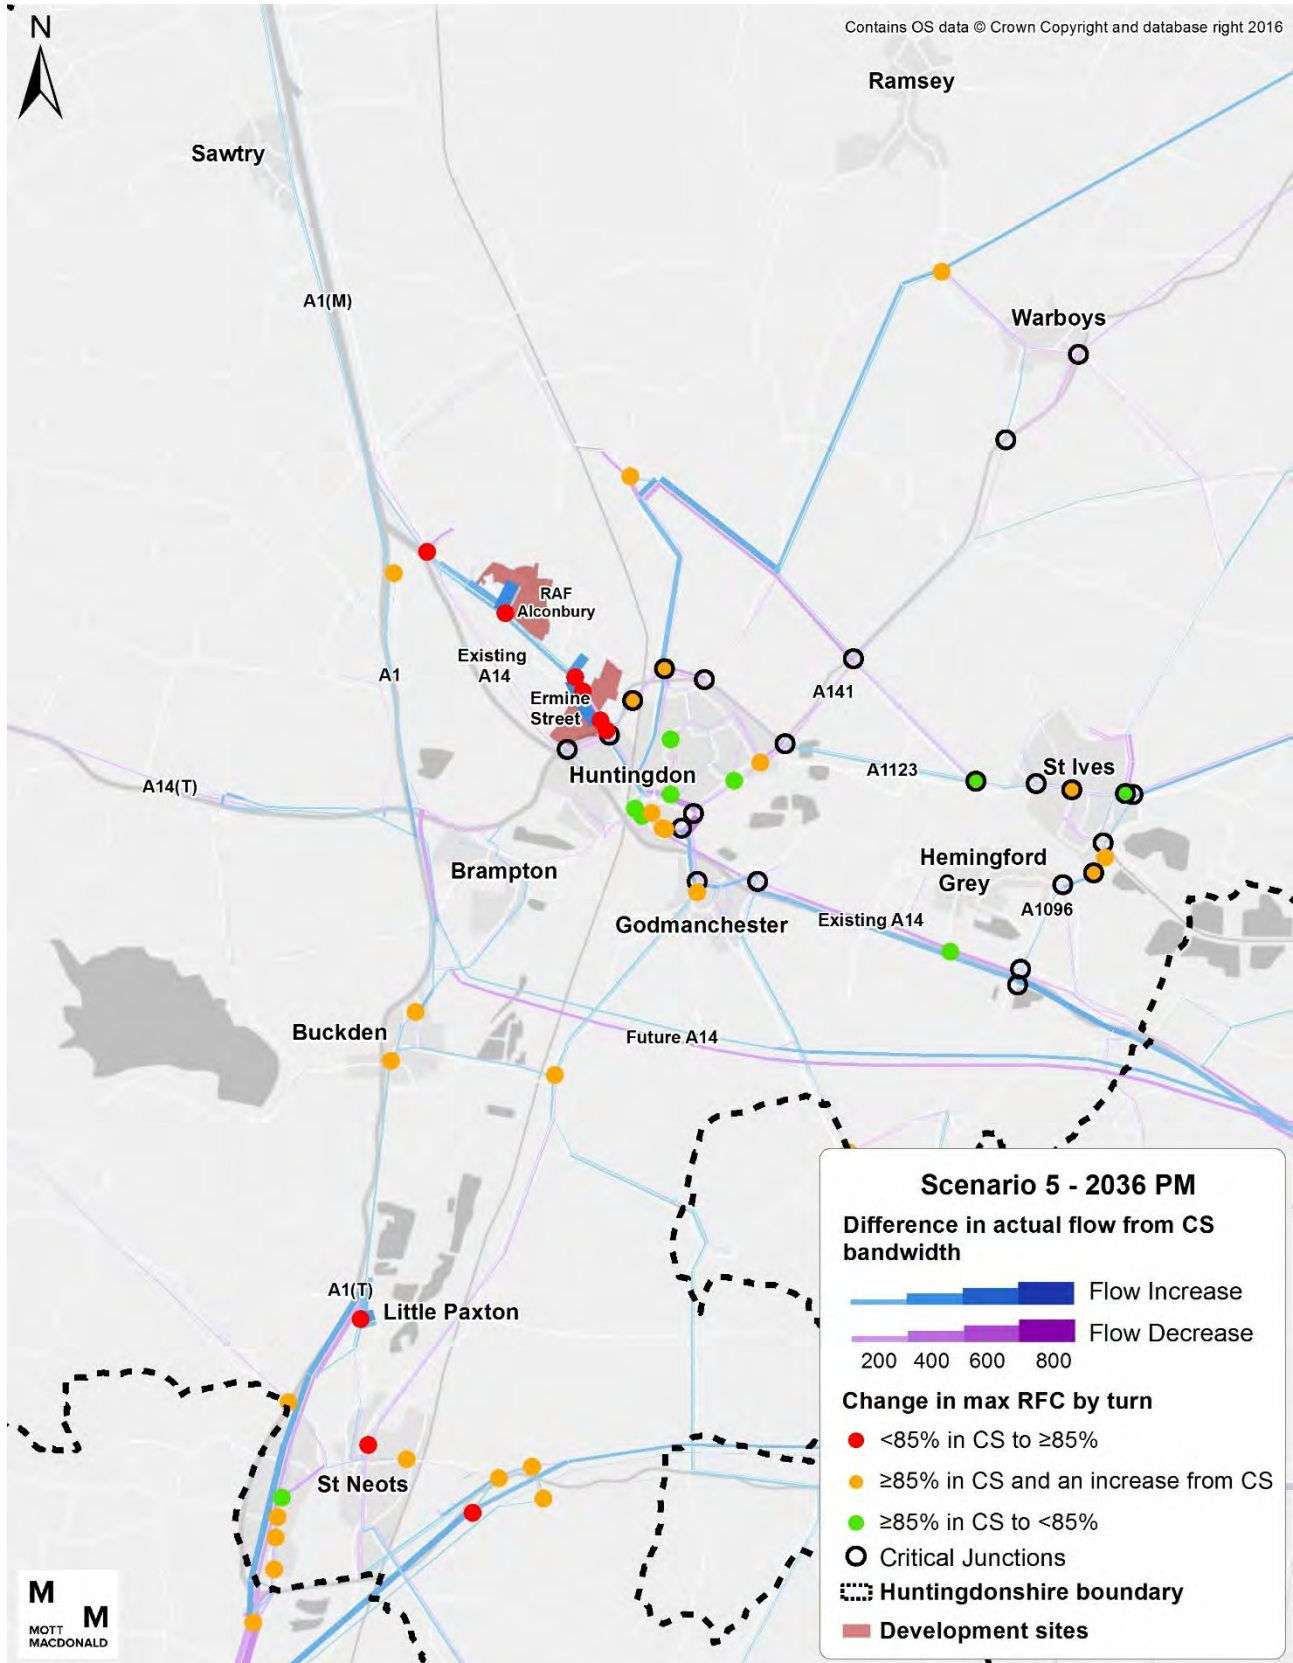 N
Contains OS data © Crown Copyright and database right 2016
Ramsey
Sawtry
A1(M)
Warboys
RAF
Alconbury
Existing
A14
A1
Ermine
Street
A141
A14(T)
Huntingdon
A1123
St Ives
Brampton
Hemingford
Grey
A1096
Godmanchester
Existing A14
Buckden
Future A14
A1(T)
Little Paxton
St Neots
Scenario 5 - 2036 PM
Difference in actual flow from CS
bandwidth
Flow Increase
Flow Decrease
200 400 600 800
Change in max RFC by turn
<85% in CS to ≥85%
≥85% in CS and an increase from CS
≥85% in CS to <85%
Critical Junctions
Huntingdonshire boundary
Development sites
M
M
MOTT
MACDONALD